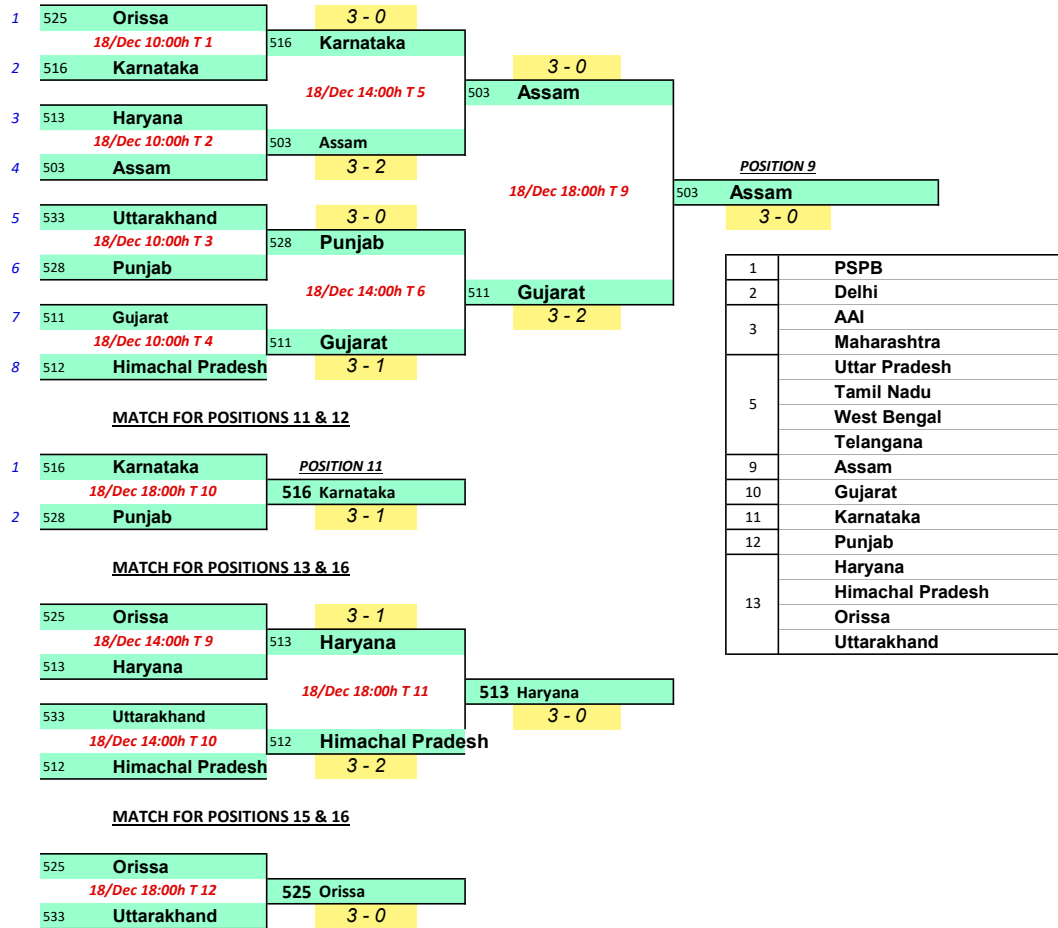 1 525 Orissa 3 - 0
18/Dec 10:00h T 1 516 Karnataka
2 516 Karnataka 3 - 0
18/Dec 14:00h T 5 503 Assam
3 513 Haryana
18/Dec 10:00h T 2 503 Assam
4 503 Assam 3 - 2 POSITION 9
18/Dec 18:00h T 9 503 Assam
5 533 Uttarakhand 3 - 0 3 - 0
18/Dec 10:00h T 3 528 Punjab
6 528 Punjab 1 PSPB
18/Dec 14:00h T 6 511 Gujarat 2 Delhi
7 511 Gujarat 3 - 2 3 AAI
18/Dec 10:00h T 4 511 Gujarat Maharashtra
8 512 Himachal Pradesh 3 - 1 5 Uttar Pradesh
Tamil Nadu
MATCH FOR POSITIONS 11 & 12 West Bengal
Telangana
1 516 Karnataka POSITION 11 9 Assam
18/Dec 18:00h T 10 516 Karnataka 10 Gujarat
2 528 Punjab 3 - 1 11 Karnataka
12 Punjab
MATCH FOR POSITIONS 13 & 16 13 Haryana
Himachal Pradesh
525 Orissa 3 - 1 Orissa
18/Dec 14:00h T 9 513 Haryana Uttarakhand
513 Haryana
18/Dec 18:00h T 11 513 Haryana
533 Uttarakhand 3 - 0
18/Dec 14:00h T 10 512 Himachal Pradesh
512 Himachal Pradesh 3 - 2
MATCH FOR POSITIONS 15 & 16
525 Orissa
18/Dec 18:00h T 12 525 Orissa
533 Uttarakhand 3 - 0